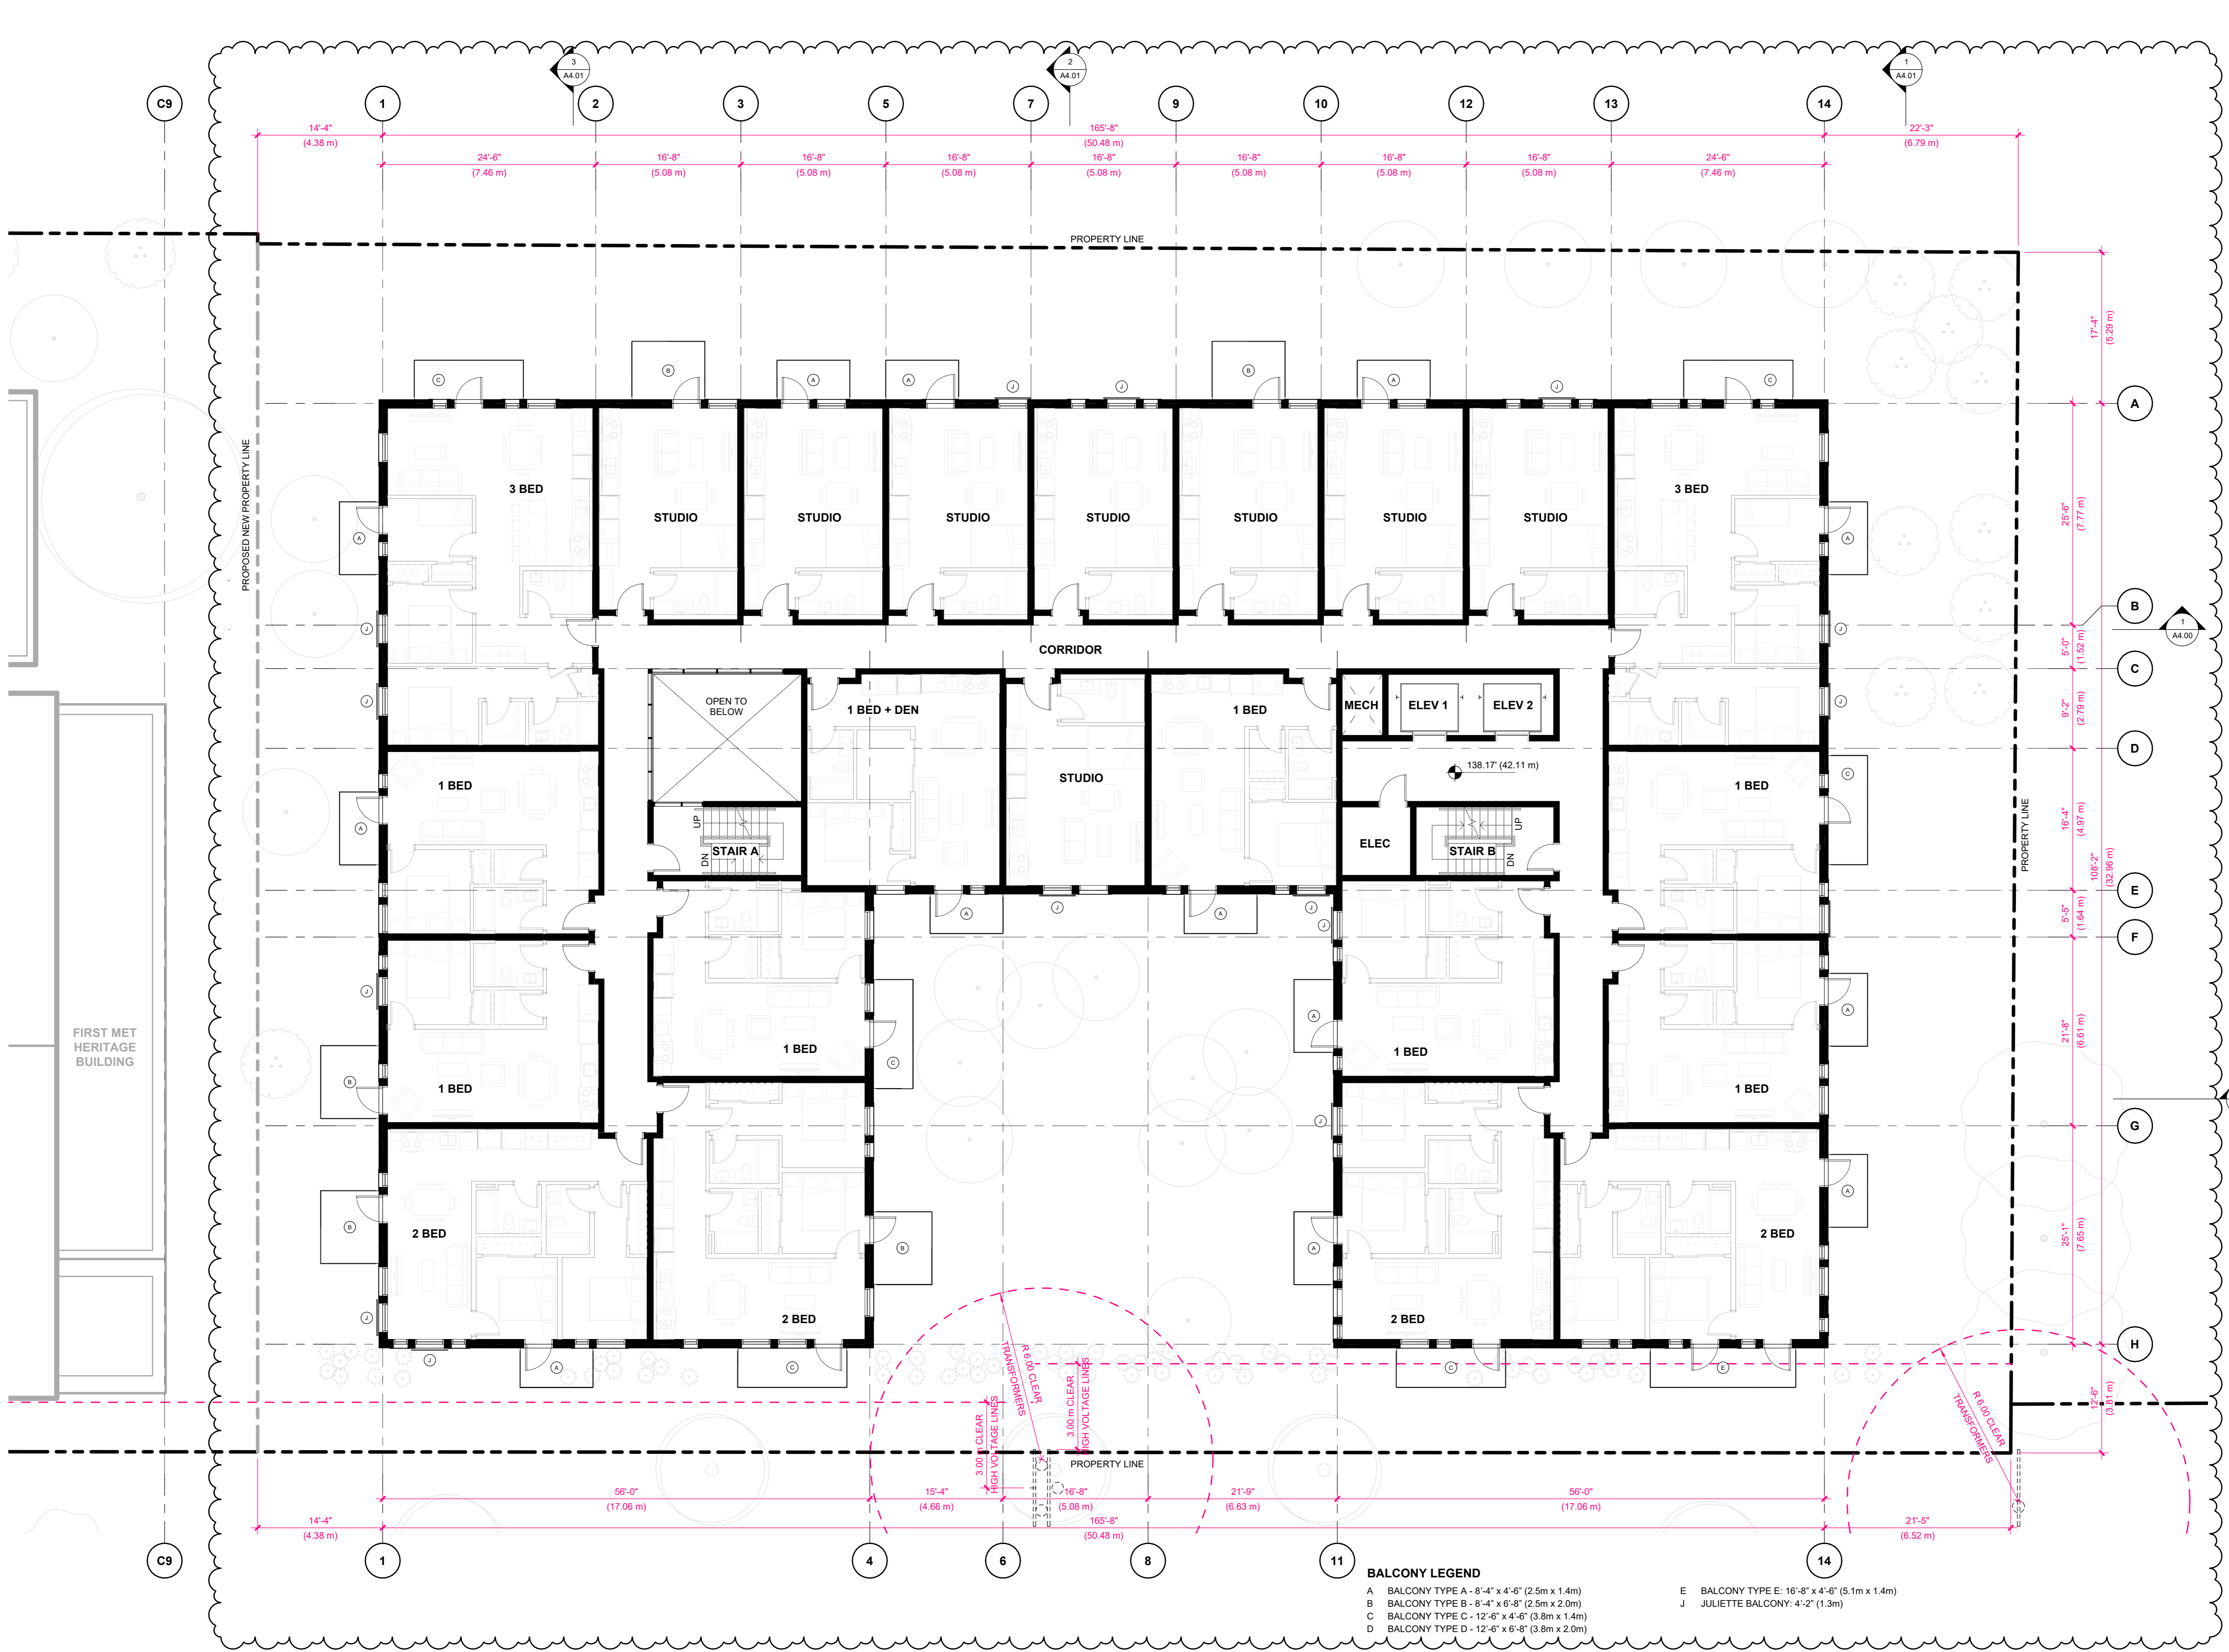 3
A4.01
2
A4.01
1
A4.01
C9
1
2
3
5
7
9
10
12
13
14
14'-4"
(4.38 m)
165'-8"
(50.48 m)
22'-3"
(6.79 m)
24'-6"
(7.46 m)
16'-8"
(5.08 m)
16'-8"
(5.08 m)
16'-8"
(5.08 m)
16'-8"
(5.08 m)
16'-8"
(5.08 m)
16'-8"
(5.08 m)
16'-8"
(5.08 m)
24'-6"
(7.46 m)
PROPERTY LINE
PROPOSED NEW PROPERTY LINE
17'-4"
(5.29 m)
C
B
A
A
J
J
B
A
J
C
A
3 BED
STUDIO
STUDIO
STUDIO
STUDIO
STUDIO
STUDIO
STUDIO
3 BED
A
A
25'-6"
(7.77 m)
B
1
A4.00
J
J
CORRIDOR
5'-0"
(1.52 m)
C
J
OPEN TO
BELOW
1 BED + DEN
1 BED
MECH
ELEV 1
ELEV 2
J
9'-2"
(2.79 m)
D
STUDIO
138.17' (42.11 m)
1 BED
1 BED
C
A
UP
DN
STAIR A
ELEC
STAIR B
UP
DN
PROPERTY LINE
16'-4"
(4.97 m)
108'-2"
(32.96 m)
E
A
J
A
J
J
5'-5"
(1.64 m)
F
J
A
A
FIRST MET
HERITAGE
BUILDING
1 BED
C
1 BED
21'-8"
(6.61 m)
B
1 BED
1 BED
J
G
B
2 BED
B
A
2 BED
A
25'-1"
(7.65 m)
J
2 BED
2 BED
H
J
A
C
C
E
R 6.00 CLEAR
TRANSFORMERS
3.00 m CLEAR
HIGH VOLTAGE LINES
3.00 m CLEAR
HIGH VOLTAGE LINES
R 6.00 CLEAR
TRANSFORMERS
12'-6"
(3.81 m)
PROPERTY LINE
56'-0"
(17.06 m)
15'-4"
(4.66 m)
16'-8"
(5.08 m)
21'-9"
(6.63 m)
56'-0"
(17.06 m)
14'-4"
(4.38 m)
165'-8"
(50.48 m)
21'-5"
(6.52 m)
C9
1
4
6
8
11
14
BALCONY LEGEND
A BALCONY TYPE A - 8'-4" x 4'-6" (2.5m x 1.4m)
B BALCONY TYPE B - 8'-4" x 6'-8" (2.5m x 2.0m)
C BALCONY TYPE C - 12'-6" x 4'-6" (3.8m x 1.4m)
D BALCONY TYPE D - 12'-6" x 6'-8" (3.8m x 2.0m)
E BALCONY TYPE E: 16'-8" x 4'-6" (5.1m x 1.4m)
J JULIETTE BALCONY: 4'-2" (1.3m)